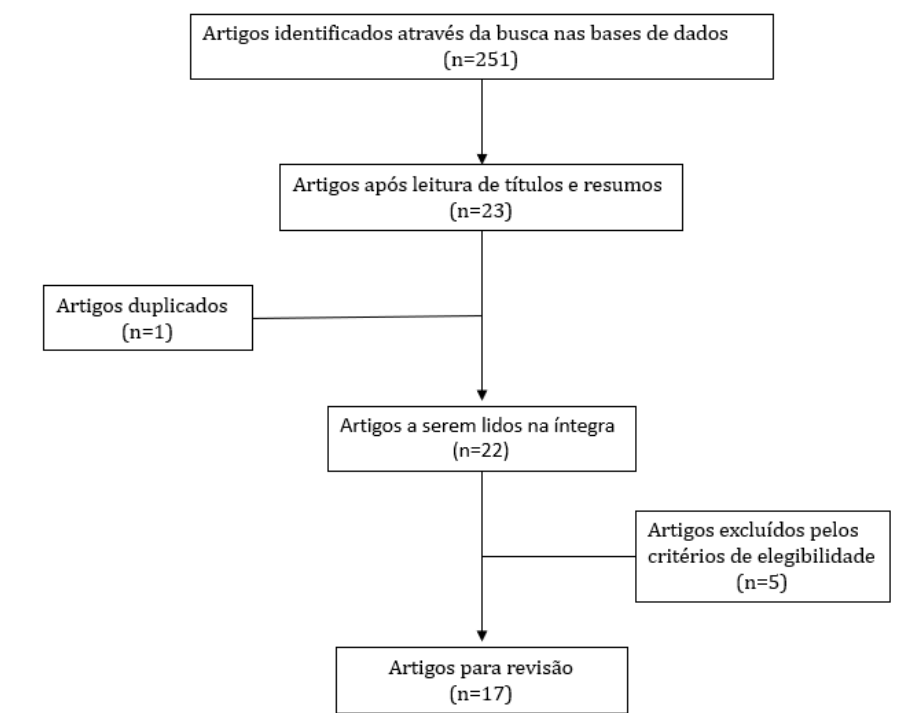 Artigos identificados através da busca nas bases de dados
(n=251)
Artigos após leitura de títulos e resumos
(n=23)
Artigos duplicados
(n=1)
Artigos a serem lidos na íntegra
(n=22)
Artigos excluídos pelos
critérios de elegibilidade
(n=5)
Artigos para revisão
(n=17)